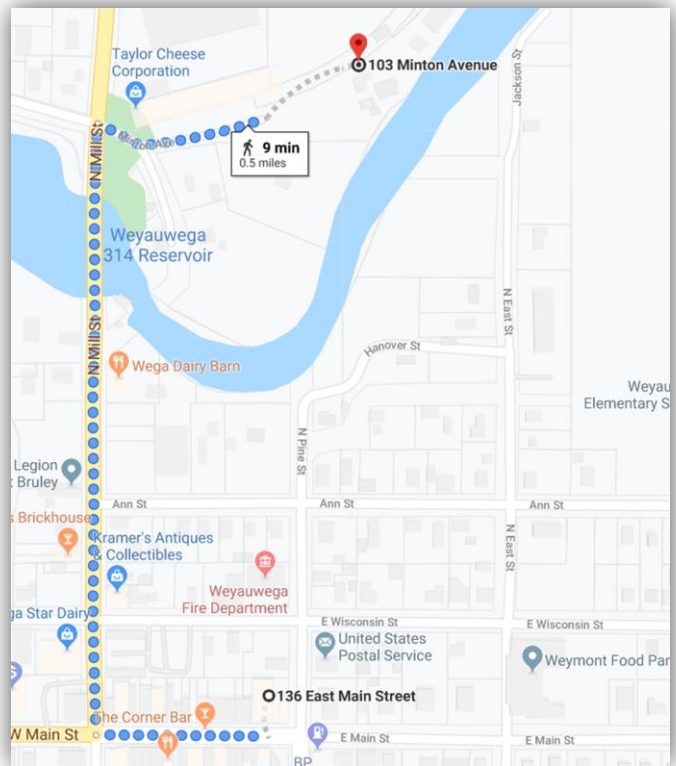 Taylor Cheese
Corporation
103 Minton Avenue
Jackson St
N Mill St
Minton Ave
9 min
0.5 miles
Weyauwega
314 Reservoir
N East St
N Mill St
Hanover St
Wega Dairy Barn
Weyau
Elementary S
N Pine St
Legion
t Bruley
Ann St
Ann St
Ann St
s Brickhouse
Kramer's Antiques
& Collectibles
N East St
Weyauwega
Fire Department
E Wisconsin St
E Wisconsin St
ga Star Dairy
United States
Postal Service
Weymont Food Par
136 East Main Street
The Corner Bar
W Main St
E Main St
E Main St
BP